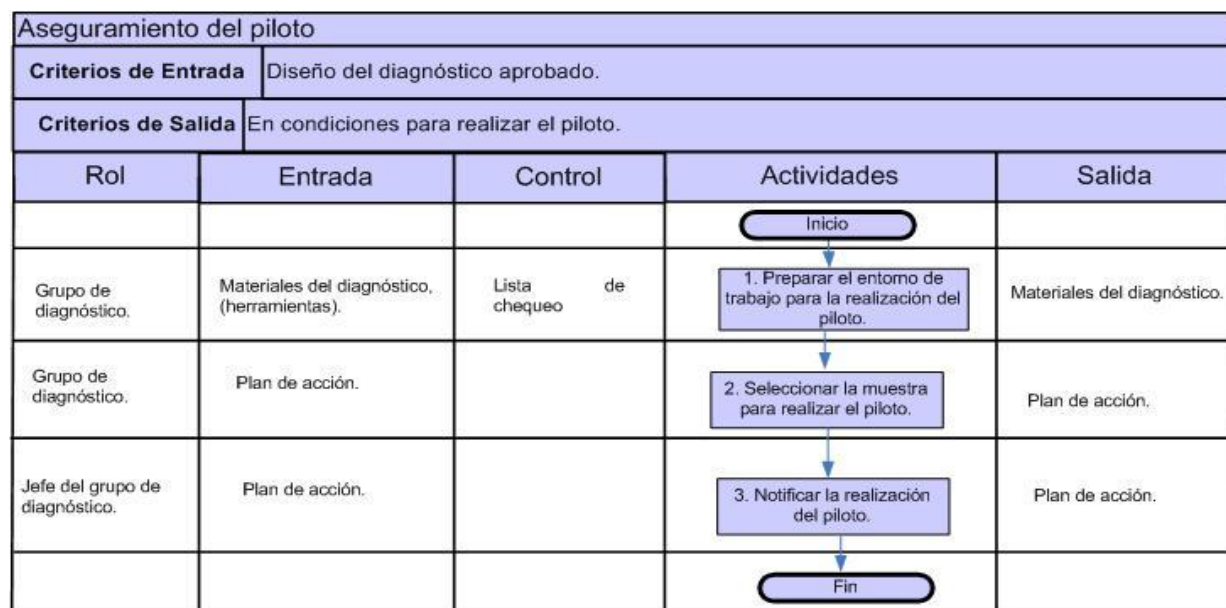 Aseguramiento del piloto
Criterios de Entrada Diseño del diagnóstico aprobado.
Criterios de Salida En condiciones para realizar el piloto.
Rol Entrada Control Actividades Salida
Inicio
Grupo de
diagnóstico.
Materiales del diagnóstico,
(herramientas).
Lista de
chequeo
1. Preparar el entorno de
trabajo para la realización del
piloto.
Materiales del diagnóstico.
Grupo de
diagnóstico.
Plan de acción.
2. Seleccionar la muestra
para realizar el piloto.
Plan de acción.
Jefe del grupo de
diagnóstico.
Plan de acción.
3. Notificar la realización
del piloto.
Plan de acción.
Fin